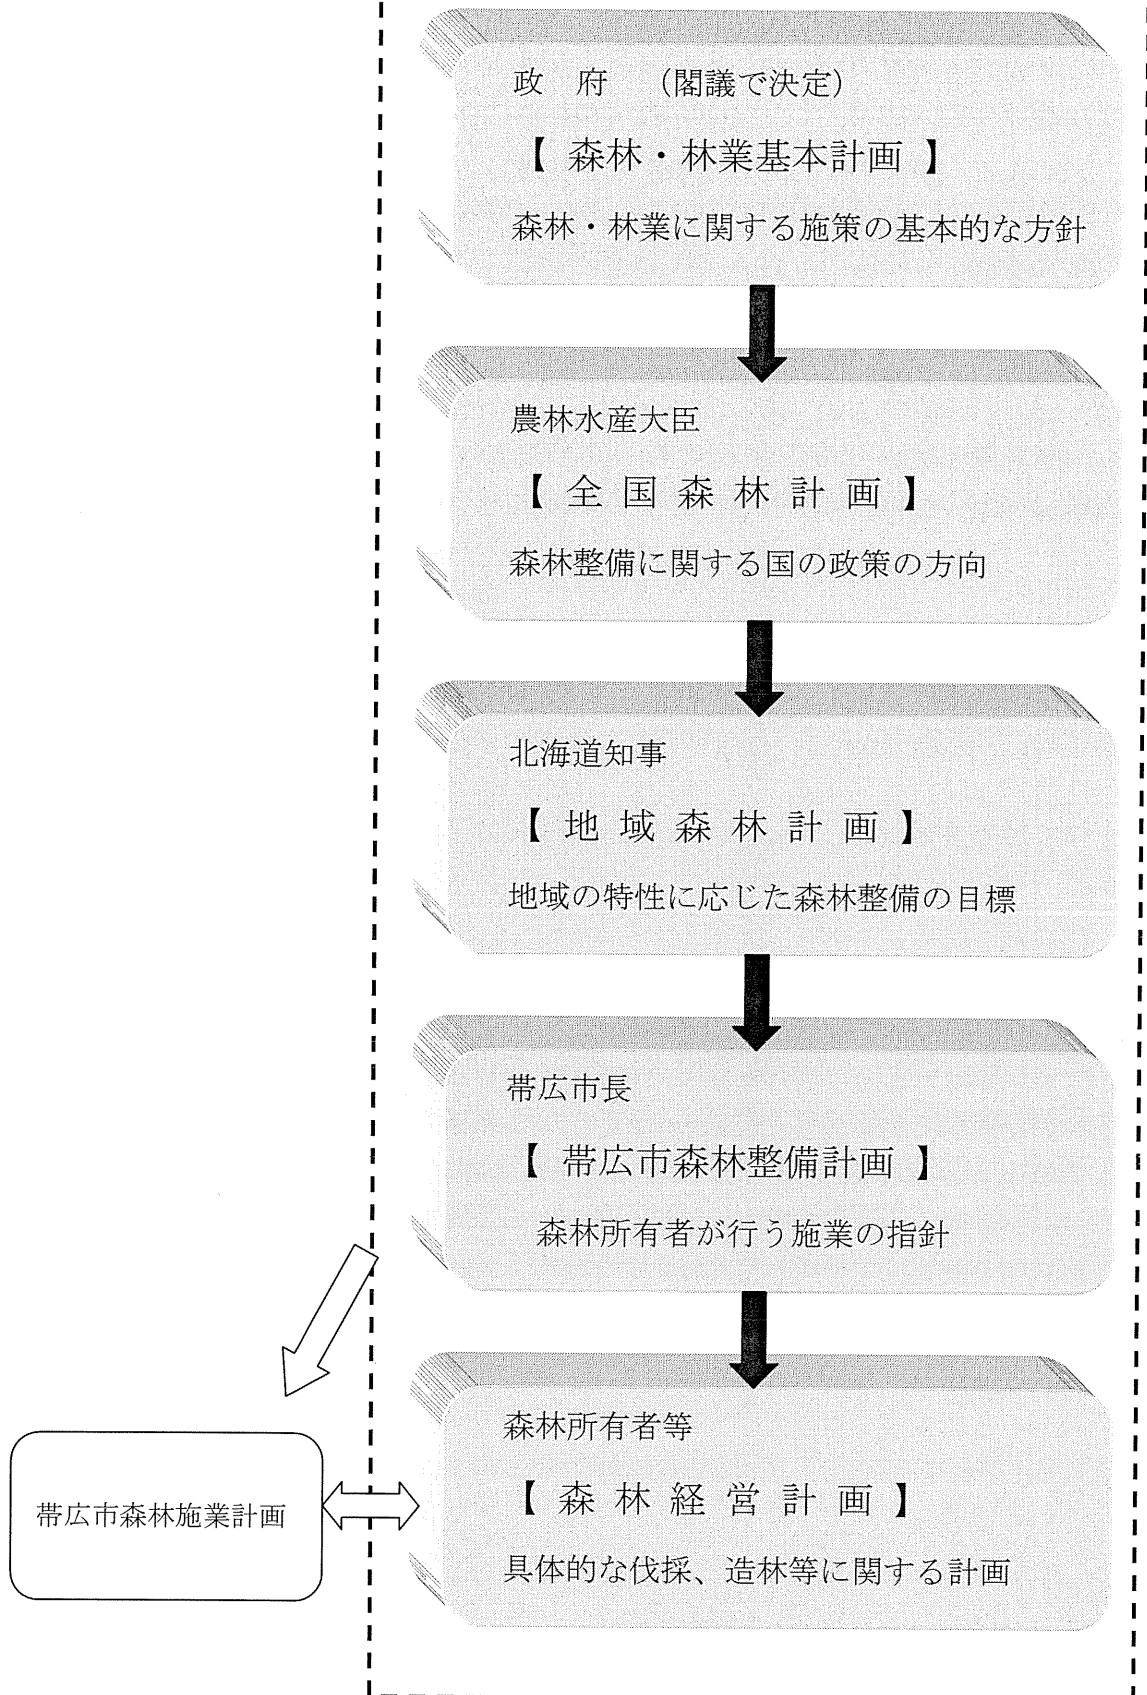 政　府　（閣議で決定）
【 森林・林業基本計画 】
森林・林業に関する施策の基本的な方針
農林水産大臣
【 全 国 森 林 計 画 】
森林整備に関する国の政策の方向
北海道知事
【 地 域 森 林 計 画 】
地域の特性に応じた森林整備の目標
帯広市長
【 帯広市森林整備計画 】
森林所有者が行う施業の指針
森林所有者等
【 森 林 経 営 計 画 】
具体的な伐採、造林等に関する計画
帯広市森林施業計画